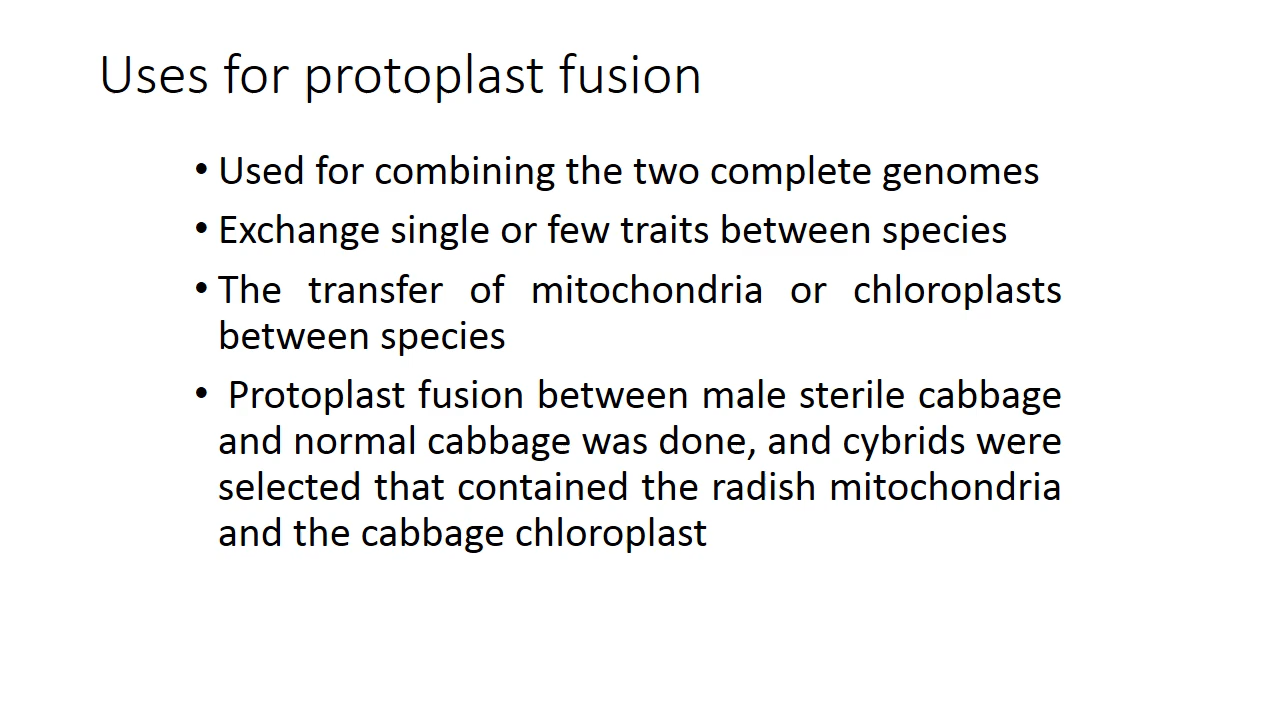 Uses for protoplast fusion
• Used for combining the two complete genomes
• Exchange single or few traits between species
• The transfer of mitochondria or chloroplasts
between species
• Protoplast fusion between male sterile cabbage
and normal cabbage was done, and cybrids were
selected that contained the radish mitochondria
and the cabbage chloroplast